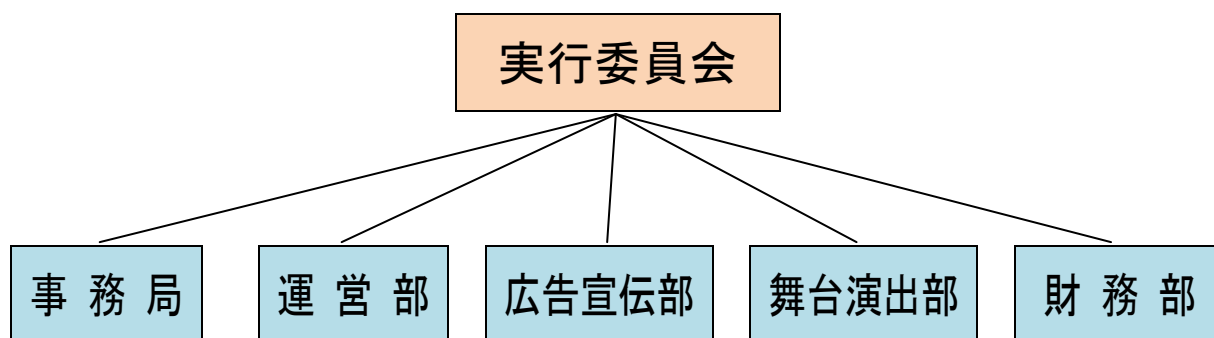 実行委員会
事務局
運営部
広告宣伝部
舞台演出部
財務部